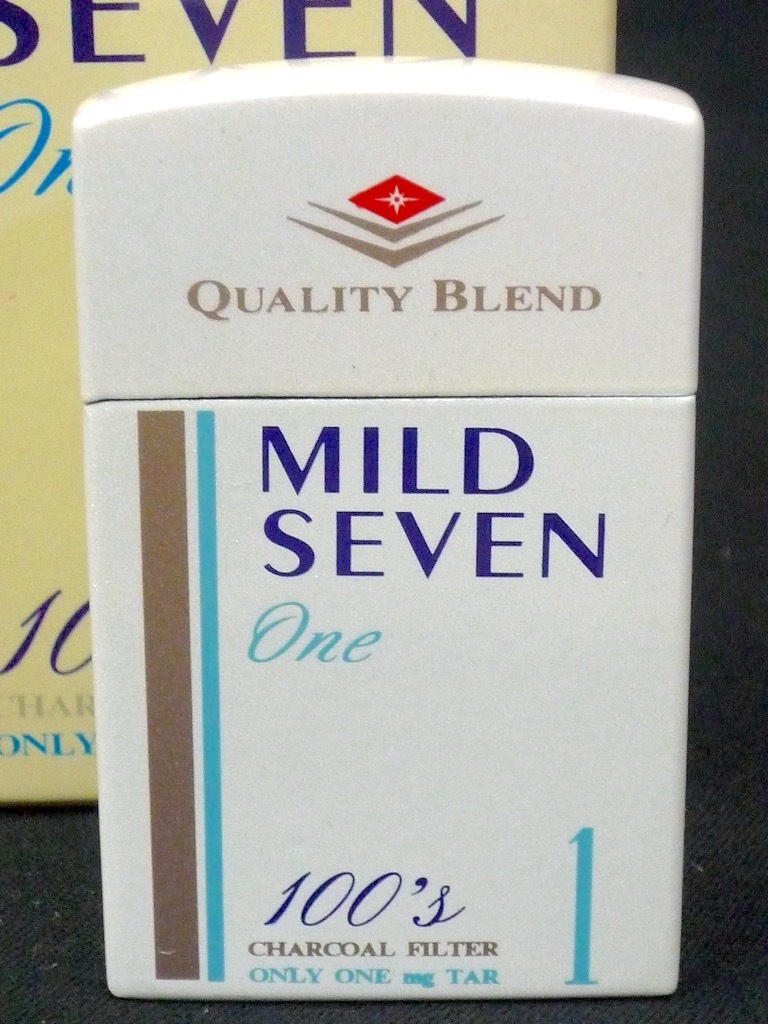 SEVEN
On
10
CHAR
ONLY
QUALITY BLEND
MILD
SEVEN
One
100's
CHARCOAL FILTER
ONLY ONE mg TAR
1